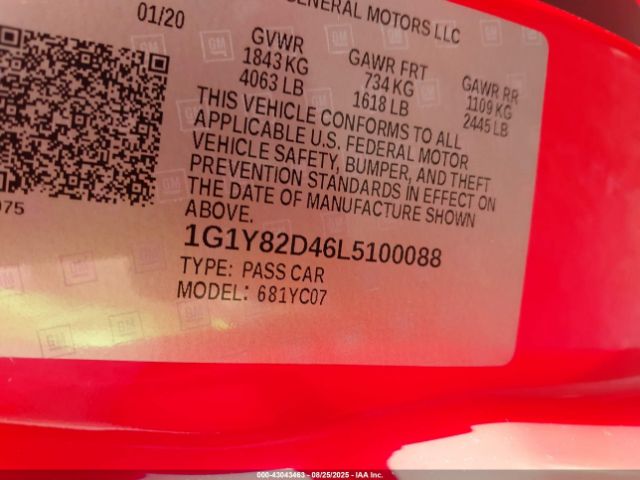 GENERAL MOTORS LLC
01/20
GVWR
1843 KG
4063 LB
GAWR FRT
734 KG
1618 LB
GAWR RR
1109 KG
2445 LB
THIS VEHICLE CONFORMS TO ALL
APPLICABLE U.S. FEDERAL MOTOR
VEHICLE SAFETY, BUMPER, AND THEFT
PREVENTION STANDARDS IN EFFECT ON
THE DATE OF MANUFACTURE SHOWN
ABOVE.
075
1G1Y82D46L5100088
TYPE: PASS CAR
MODEL: 681YC07
000-43043463 - 08/25/2025 - IAA Inc.